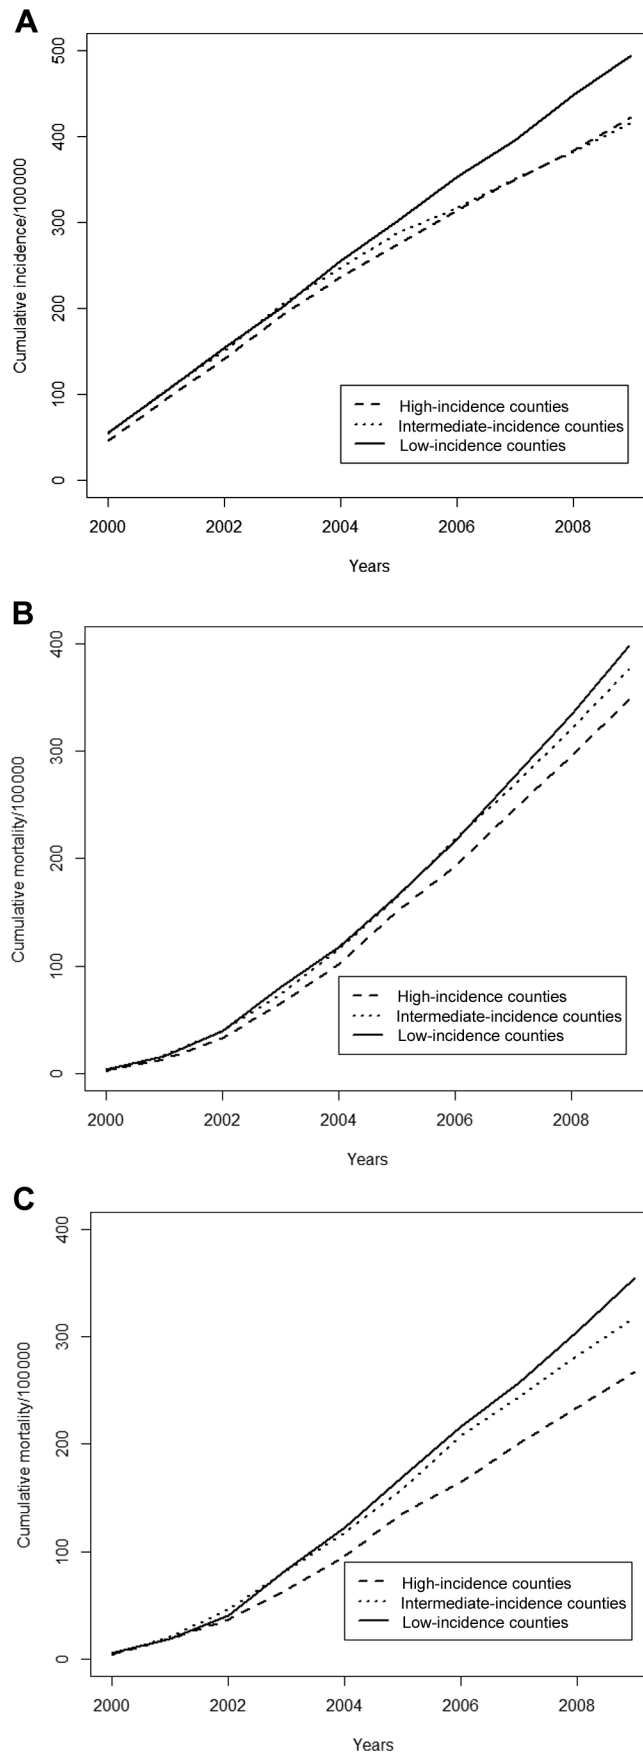 A
500
400
300
200
100
0
Cumulative incidence/100000
High-incidence counties
Intermediate-incidence counties
Low-incidence counties
2000 2002 2004 2006 2008
Years
B
400
300
200
100
0
Cumulative mortality/100000
High-incidence counties
Intermediate-incidence counties
Low-incidence counties
2000 2002 2004 2006 2008
Years
C
400
300
200
100
0
Cumulative mortality/100000
High-incidence counties
Intermediate-incidence counties
Low-incidence counties
2000 2002 2004 2006 2008
Years